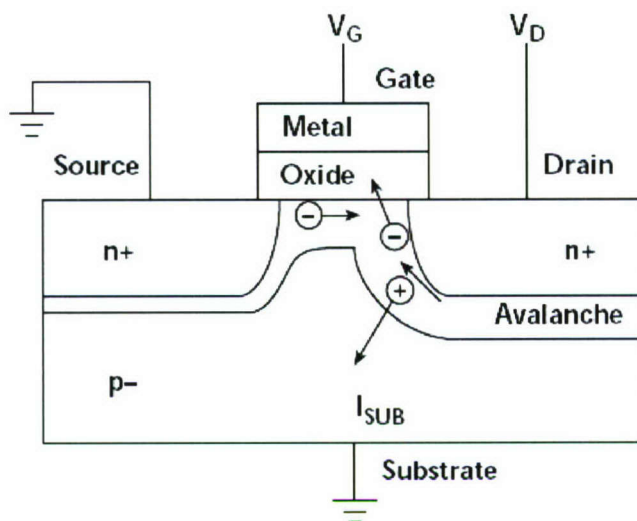 V_G
V_D
Gate
Metal
Source
Oxide
Drain
−
−
n+
n+
+
Avalanche
p−
I_SUB
Substrate